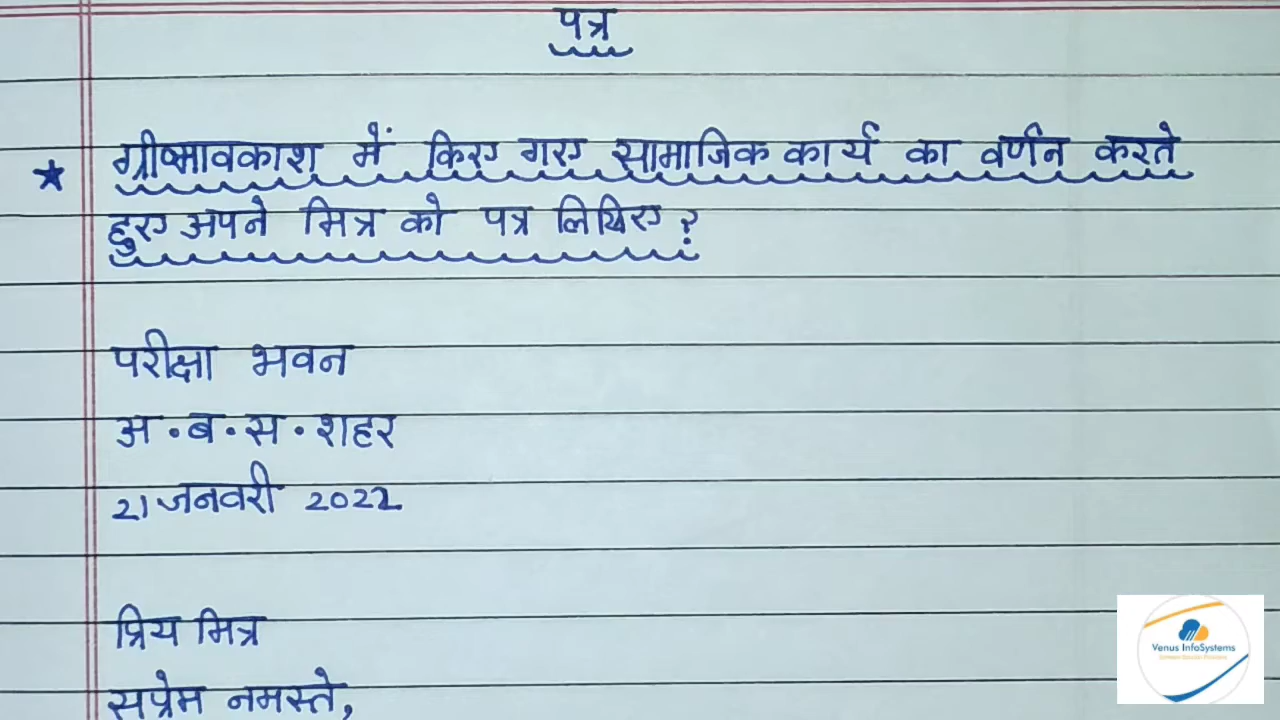 पत्र
ग्रीष्मावकाश में किए गए सामाजिक कार्य का वर्णन करते
हुए अपने मित्र को पत्र लिखिए ?
परीक्षा भवन
अ.ब.स.शहर
21 जनवरी 2022
प्रिय मित्र
सप्रेम नमस्ते,
Venus InfoSystems